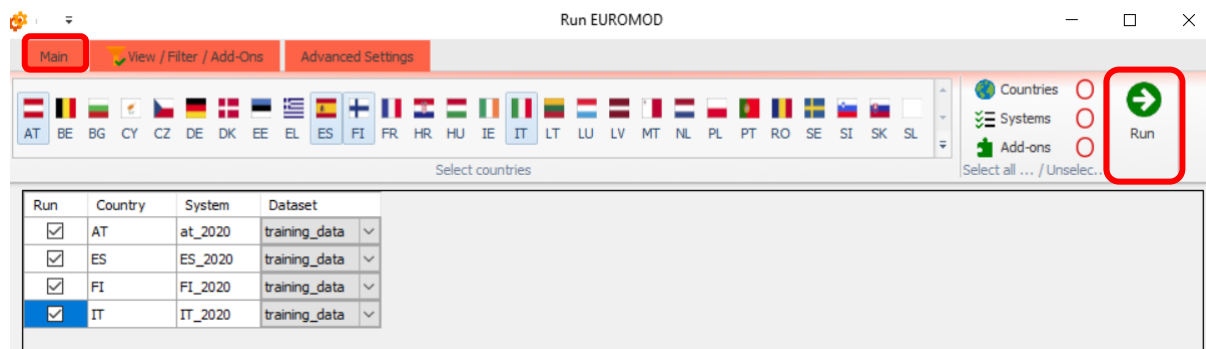 Run EUROMOD
Main View / Filter / Add-Ons Advanced Settings
AT BE BG CY CZ DE DK EE EL ES FI FR HR HU IE IT LT LU LV MT NL PL PT RO SE SI SK SL
Select countries
Countries
Systems
Add-ons
Select all ... / Unselec...
Run
Run Country System Dataset
AT at_2020 training_data
ES ES_2020 training_data
FI FI_2020 training_data
IT IT_2020 training_data